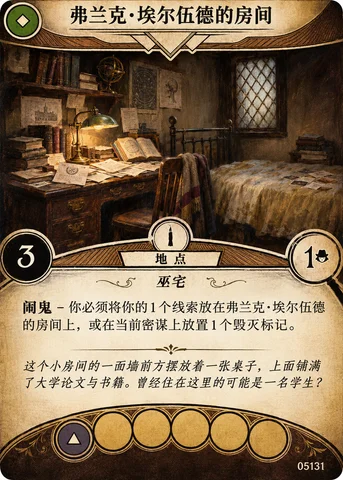 弗兰克·埃尔伍德的房间
3
地点
1
巫宅
闹鬼 – 你必须将你的1个线索放在弗兰克·埃尔伍德
的房间上，或在当前密谋上放置1个毁灭标记。
这个小房间的一面墙前方摆放着一张桌子，上面铺满
了大学论文与书籍。曾经住在这里的可能是一名学生？
05131